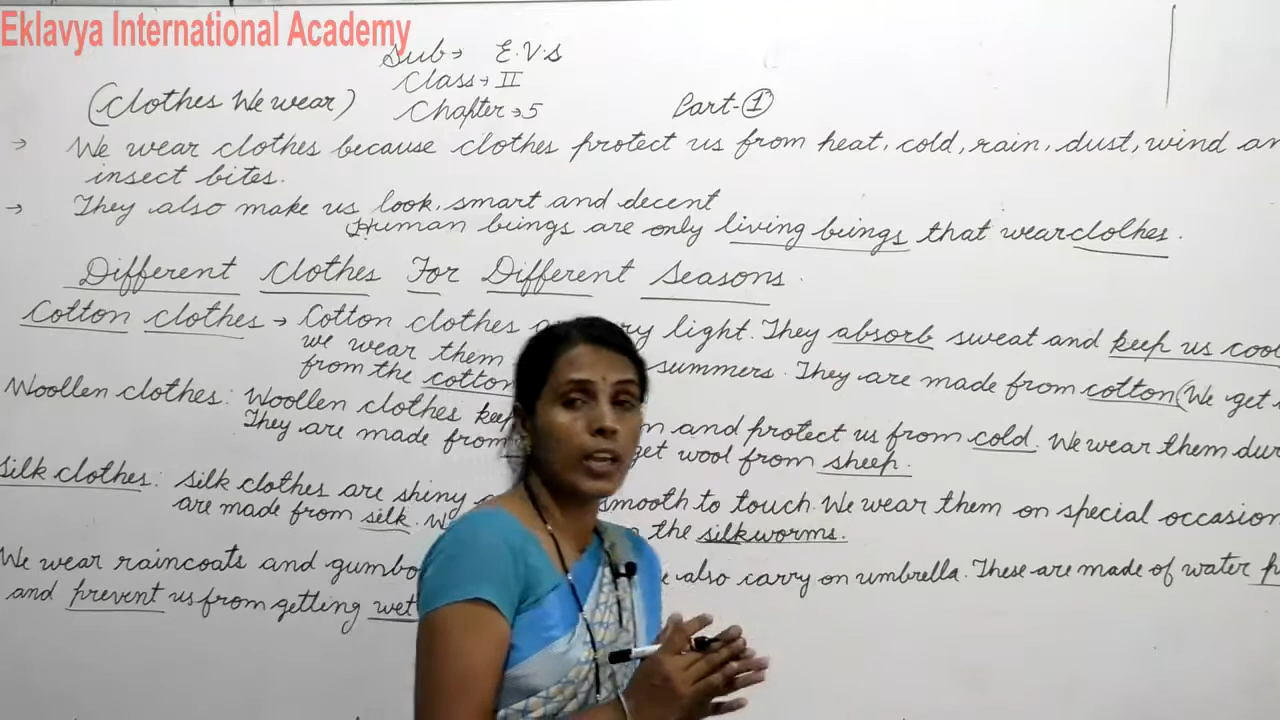 Eklavya International Academy
Sub → E.V.S
Class → II
(Clothes We wear) Chapter → 5 Part-①
→ We wear clothes because clothes protect us from heat, cold, rain, dust, wind
insect bites.
→ They also make us look, smart and decent
Human beings are only living beings that wear clothes.
Different Clothes For Different Seasons.
Cotton clothes → Cotton clothes light. They absorb sweat and keep us cool
we wear them summers. They are made from cotton (We get
from the cotton
Woollen clothes: Woollen clothes keep and protect us from cold. We wear them
They are made from get wool from sheep.
Silk clothes: Silk clothes are shiny smooth to touch. We wear them on special occasion
are made from silk. the silkworms.
We wear raincoats and also carry on umbrella. These are made of water
and prevent us from getting wet